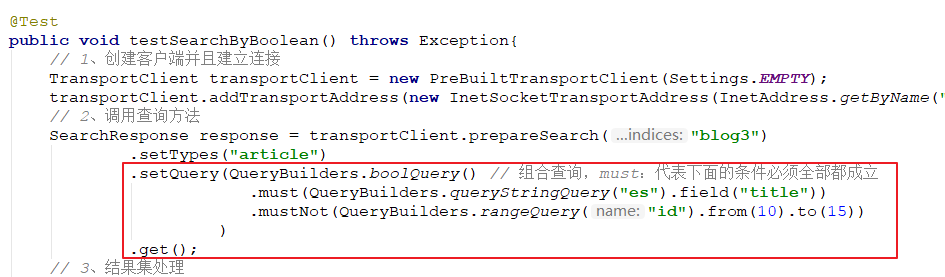 @Test
public void testSearchByBoolean() throws Exception{
// 1、创建客户端并且建立连接
TransportClient transportClient = new PreBuiltTransportClient(Settings.EMPTY);
transportClient.addTransportAddress(new InetSocketTransportAddress(InetAddress.getByName("
// 2、调用查询方法
SearchResponse response = transportClient.prepareSearch( ...indices: "blog3")
.setTypes("article")
.setQuery(QueryBuilders.boolQuery() // 组合查询，must：代表下面的条件必须全部都成立
.must(QueryBuilders.queryStringQuery("es").field("title"))
.mustNot(QueryBuilders.rangeQuery( name: "id").from(10).to(15))
)
.get();
// 3、结果集处理